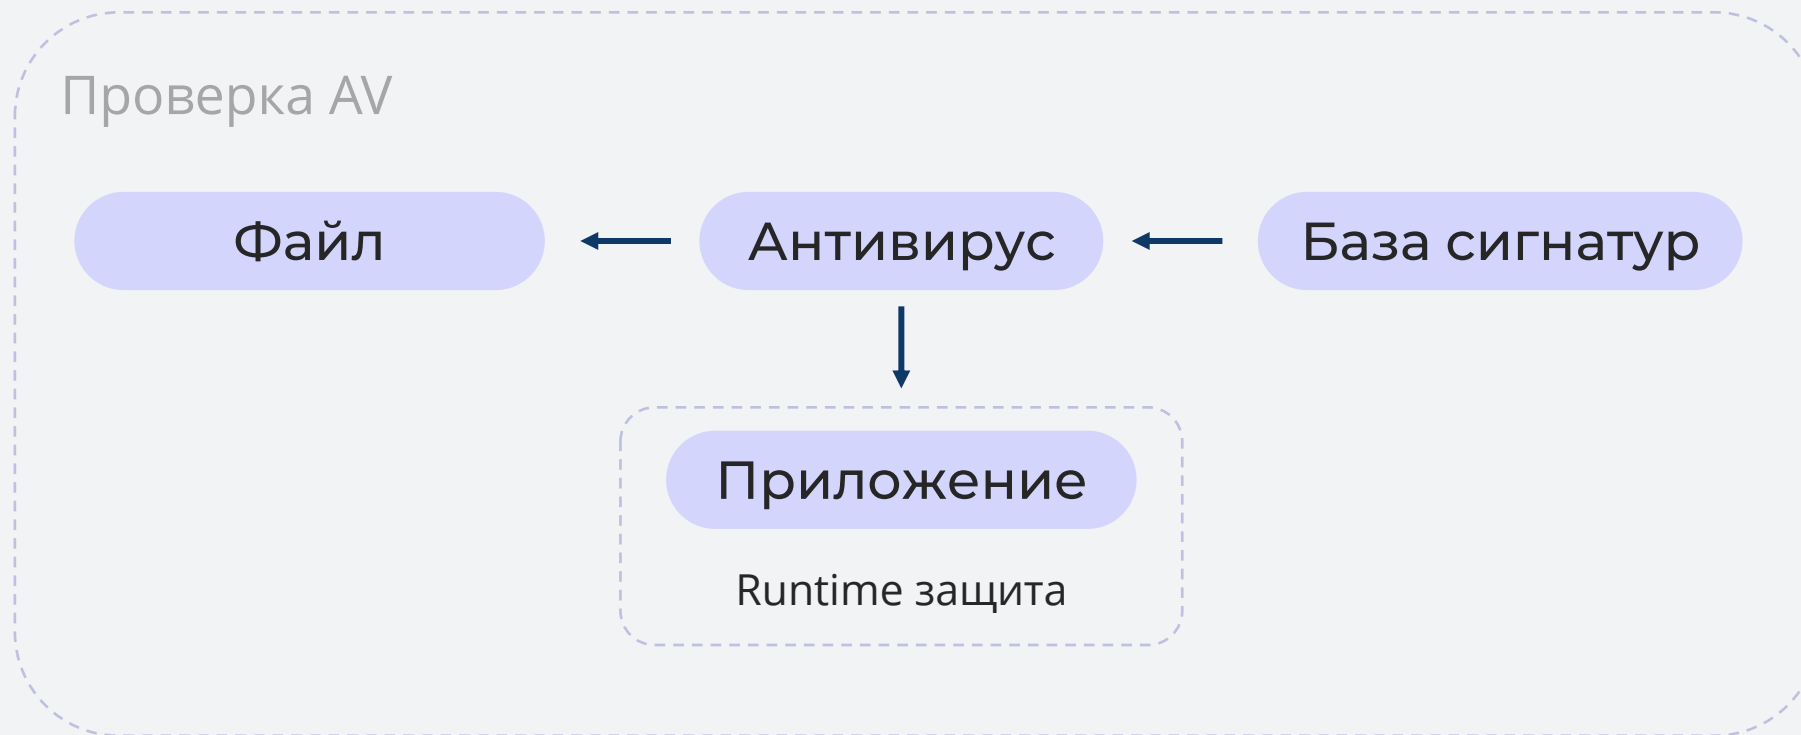 Проверка AV
Файл
Антивирус
База сигнатур
Приложение
Runtime защита